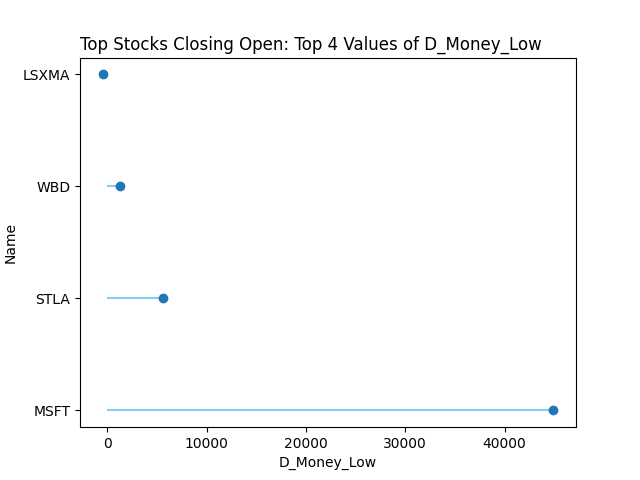 Top Stocks Closing Open: Top 4 Values of D_Money_Low
LSXMA
WBD
STLA
MSFT
Name
0 10000 20000 30000 40000
D_Money_Low